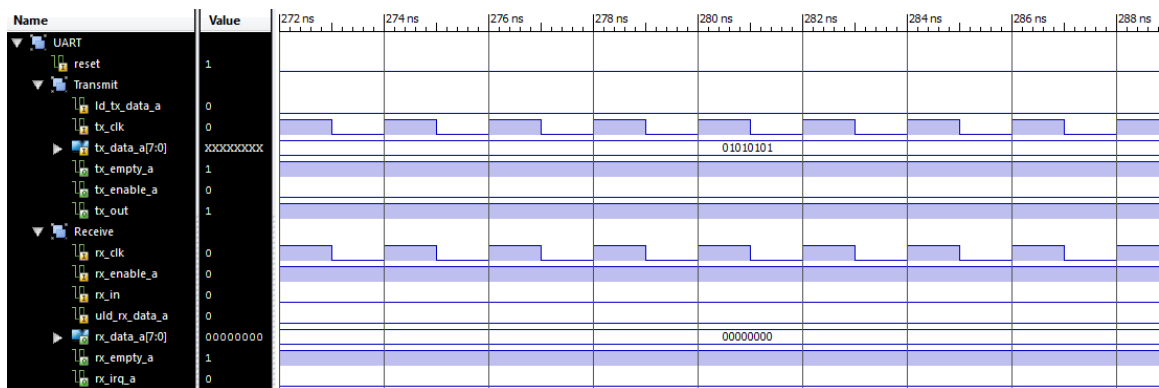 Name Value 272 ns 274 ns 276 ns 278 ns 280 ns 282 ns 284 ns 286 ns 288 ns
UART
reset 1
Transmit
ld_tx_data_a 0
tx_clk 0
tx_data_a[7:0] XXXXXXXX 01010101
tx_empty_a 1
tx_enable_a 0
tx_out 1
Receive
rx_clk 0
rx_enable_a 0
rx_in 0
uld_rx_data_a 0
rx_data_a[7:0] 00000000 00000000
rx_empty_a 1
rx_irq_a 0